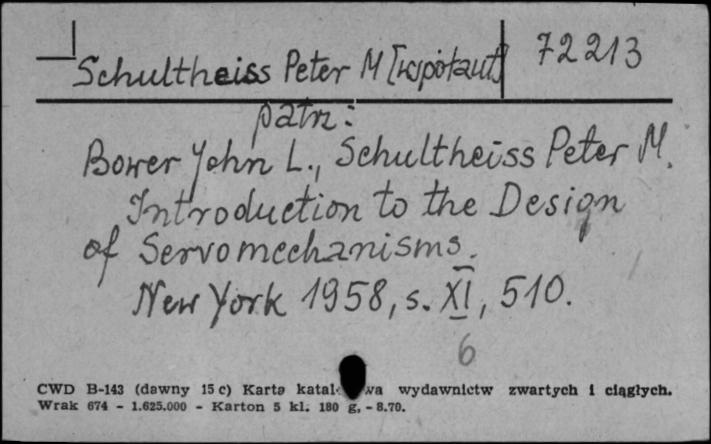 Schultheiss Peter M [współaut] 72213
patrz:
Bower John L., Schultheiss Peter M.
Introduction to the Design
of Servomechanisms.
New York 1958, s. XI, 510.
6
CWD B-143 (dawny 15 c) Karta katal wa wydawnictw zwartych i ciągłych.
Wrak 674 - 1.625.000 - Karton 5 kl. 180 g. - 8.70.